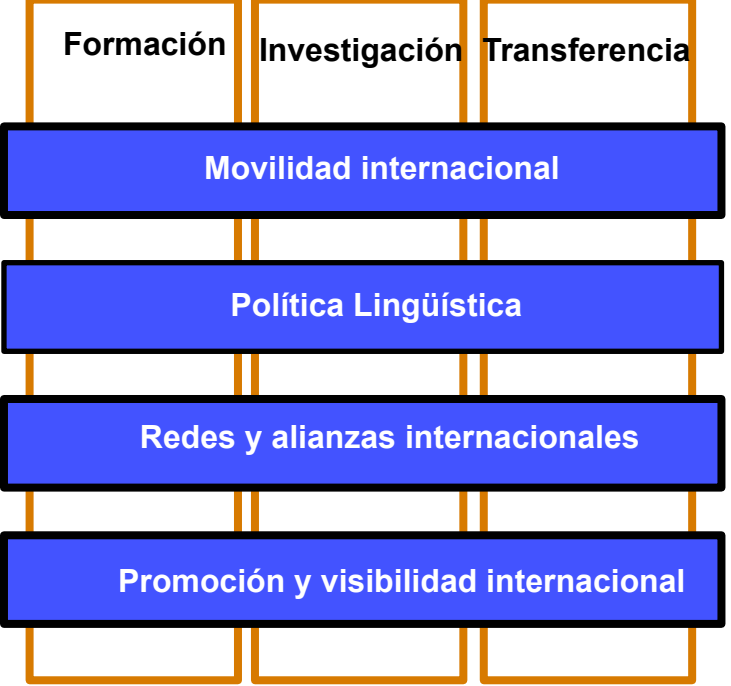 Formación Investigación Transferencia
Movilidad internacional
Política Lingüística
Redes y alianzas internacionales
Promoción y visibilidad internacional